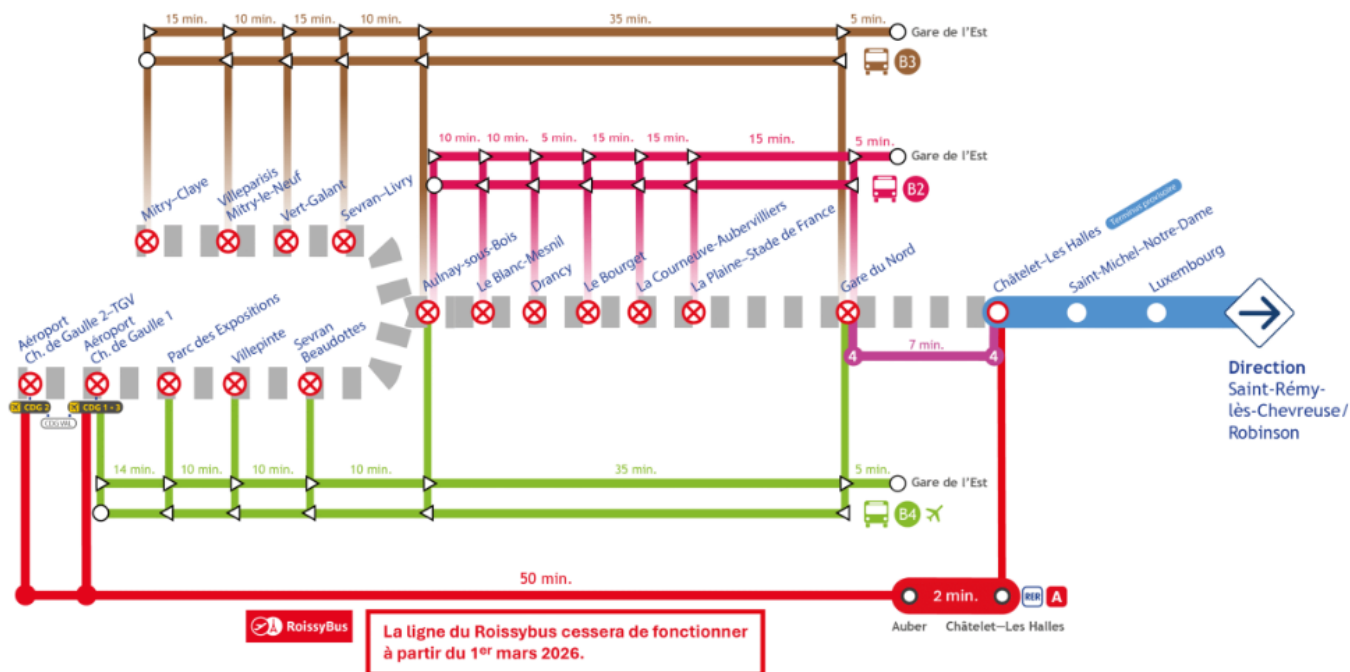 15 min.
10 min.
15 min.
10 min.
35 min.
5 min.
Gare de l'Est
B3
10 min.
10 min.
5 min.
15 min.
15 min.
15 min.
5 min.
Gare de l'Est
B2
Mitry–Claye
Villeparisis
Mitry-le-Neuf
Vert-Galant
Sevran–Livry
Aulnay-sous-Bois
Le Blanc-Mesnil
Drancy
Le Bourget
La Courneuve-Aubervilliers
La Plaine–Stade de France
Gare du Nord
Châtelet–Les Halles
Terminus provisoire
Saint-Michel–Notre-Dame
Luxembourg
Aéroport
Ch. de Gaulle 2–TGV
Aéroport
Ch. de Gaulle 1
Parc des Expositions
Villepinte
Sevran
Beaudottes
4
7 min.
4
Direction
Saint-Rémy-
lès-Chevreuse/
Robinson
CDG 2
CDG 1 • 3
CDG VAL
14 min.
10 min.
10 min.
10 min.
35 min.
5 min.
Gare de l'Est
B4
50 min.
2 min.
RER A
Auber
Châtelet—Les Halles
RoissyBus
La ligne du Roissybus cessera de fonctionner
à partir du 1er mars 2026.